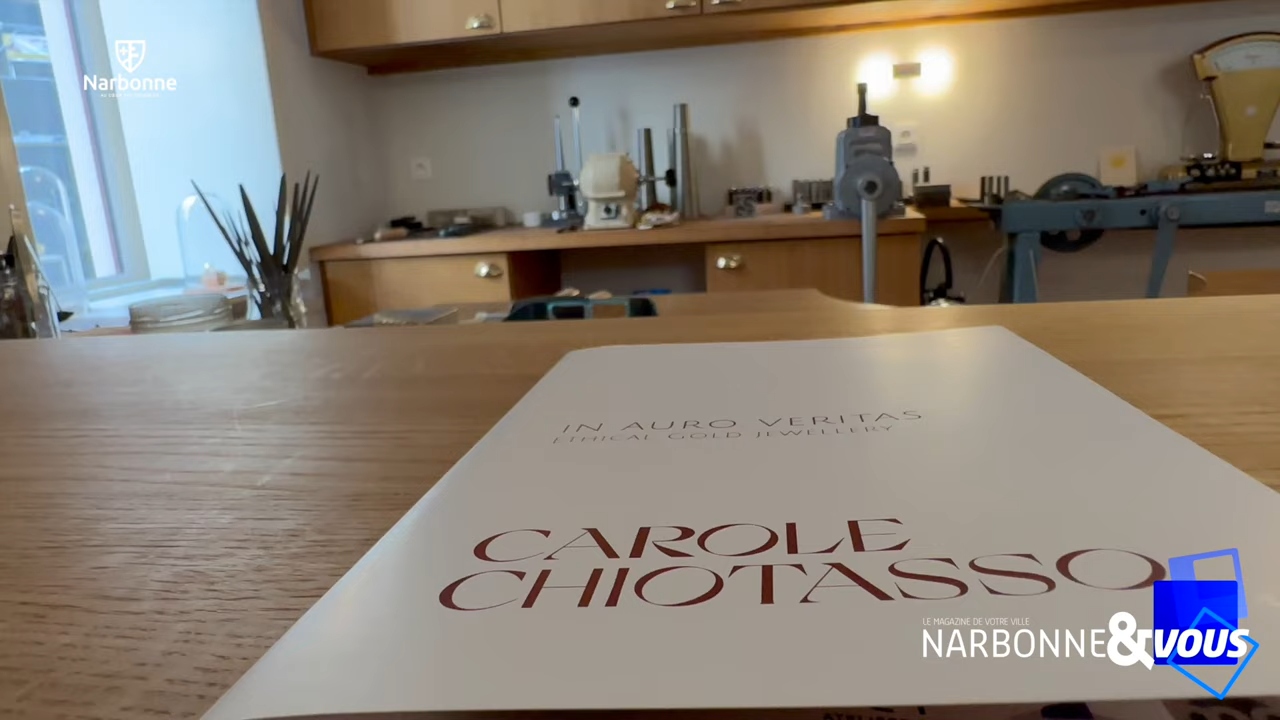 Narbonne
IN AURO VERITAS
ETHICAL GOLD JEWELLERY
CAROLE
CHIOTASSO
LE MAGAZINE DE VOTRE VILLE
NARBONNE&VOUS